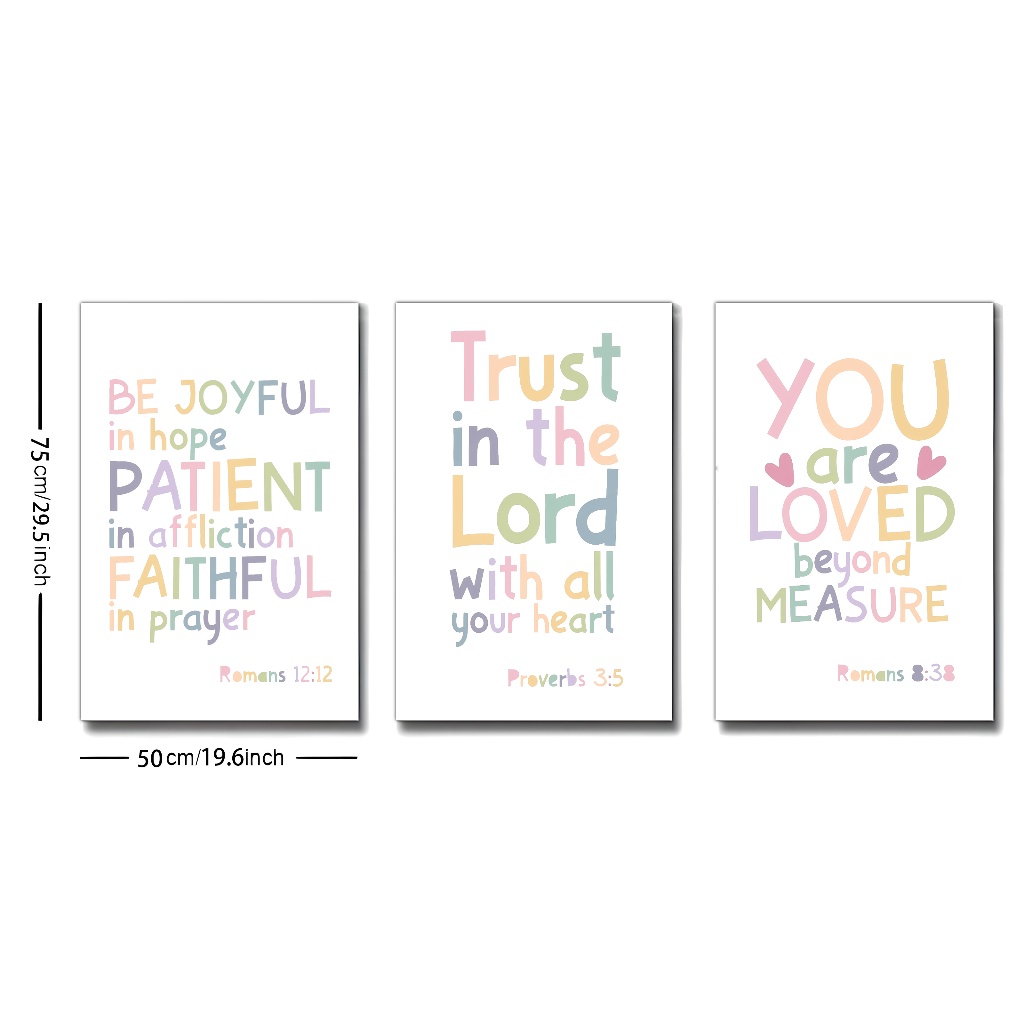 BE JOYFUL
in hope
PATIENT
in affliction
FAITHFUL
in prayer
Romans 12:12
Trust
in the
Lord
with all
your heart
Proverbs 3:5
YOU
are
LOVED
beyond
MEASURE
Romans 8:38
75cm/29.5inch
50cm/19.6inch